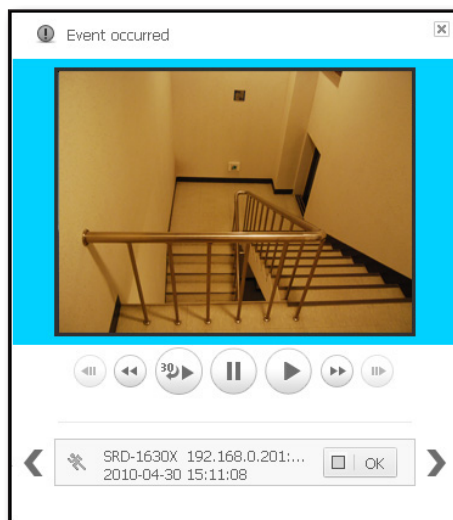 Event occurred
30
SRD-1630X 192.168.0.201:...
2010-04-30 15:11:08
OK